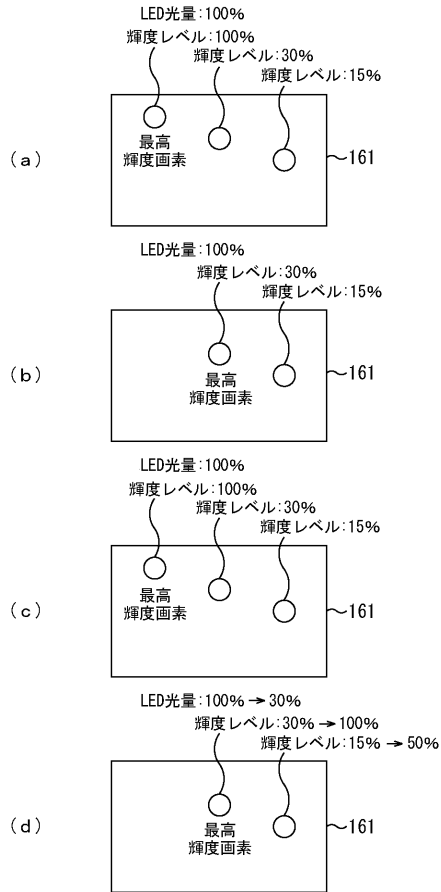 LED光量:100%
輝度レベル:100%
輝度レベル:30%
輝度レベル:15%
最高
輝度画素
(a)
161
LED光量:100%
輝度レベル:30%
輝度レベル:15%
最高
輝度画素
(b)
161
LED光量:100%
輝度レベル:100%
輝度レベル:30%
輝度レベル:15%
最高
輝度画素
(c)
161
LED光量:100%→30%
輝度レベル:30%→100%
輝度レベル:15%→50%
最高
輝度画素
(d)
161